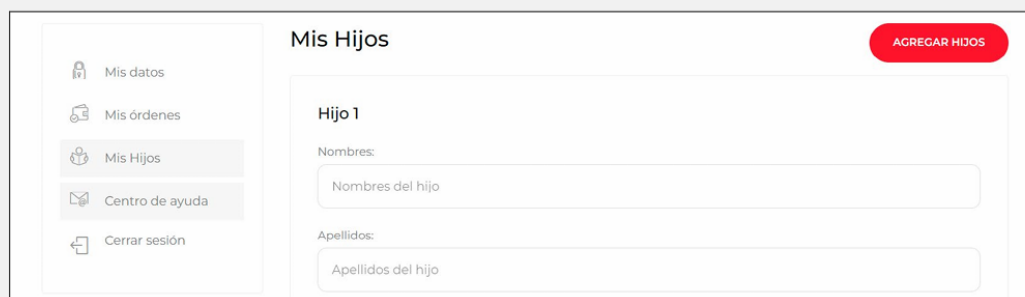 Mis datos
Mis órdenes
Mis Hijos
Centro de ayuda
Cerrar sesión
Mis Hijos
AGREGAR HIJOS
Hijo 1
Nombres:
Nombres del hijo
Apellidos:
Apellidos del hijo